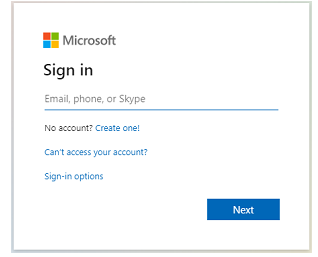 Microsoft
Sign in
Email, phone, or Skype
No account? Create one!
Can't access your account?
Sign-in options
Next